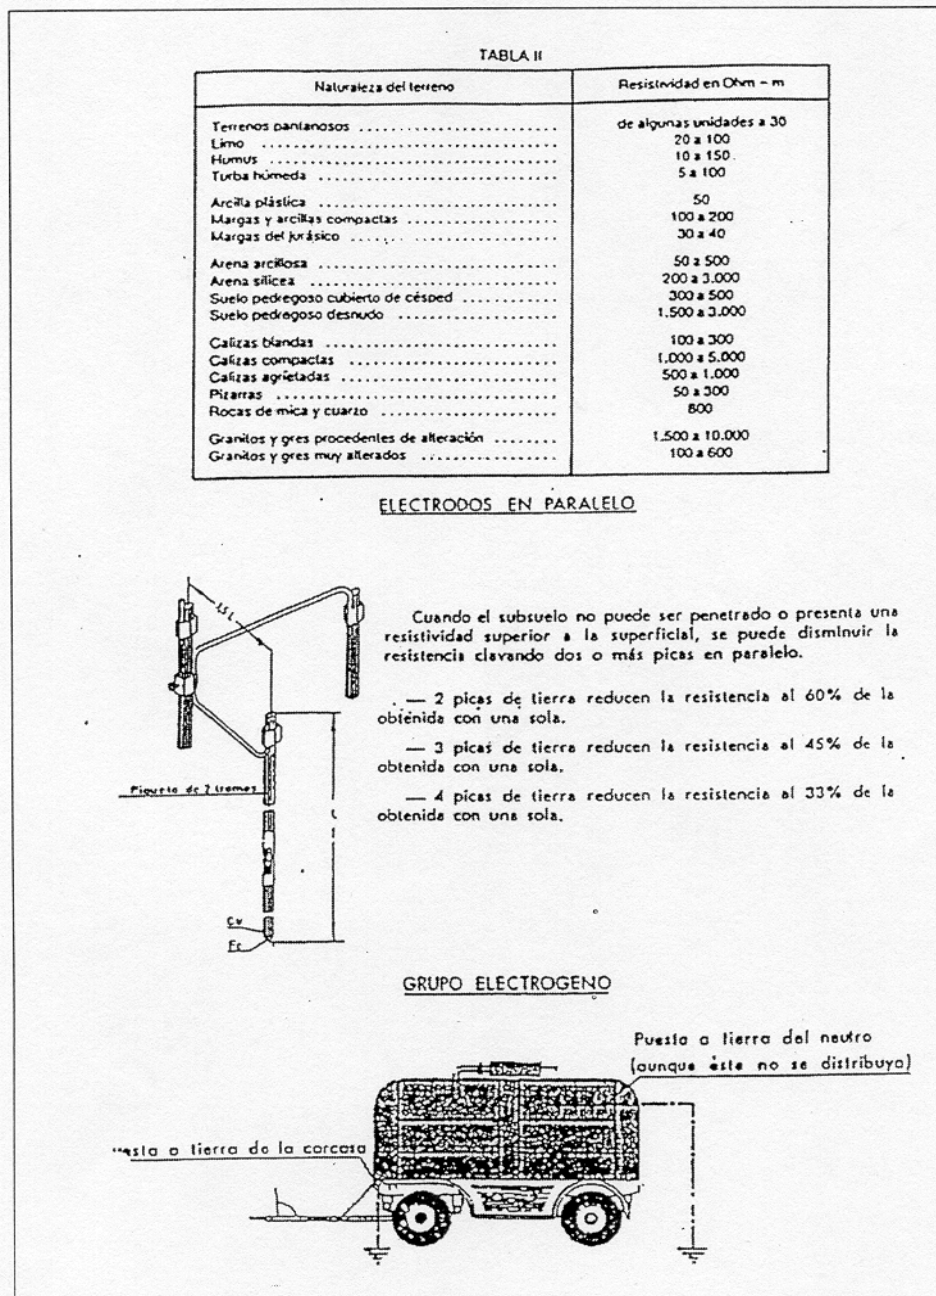 TABLA II
Naturaleza del terreno Resistividad en Ohm – m
Terrenos pantanosos .................... de algunas unidades a 30
Limo .................... 20 a 100
Humus .................... 10 a 150
Turba húmeda .................... 5 a 100
Arcilla plástica .................... 50
Margas y arcillas compactas .................... 100 a 200
Margas del jurásico .................... 30 a 40
Arena arcillosa .................... 50 a 500
Arena silícea .................... 200 a 3.000
Suelo pedregoso cubierto de césped .................... 300 a 500
Suelo pedregoso desnudo .................... 1.500 a 3.000
Calizas blandas .................... 100 a 300
Calizas compactas .................... 1.000 a 5.000
Calizas agrietadas .................... 500 a 1.000
Pizarras .................... 50 a 300
Rocas de mica y cuarzo .................... 800
Granitos y gres procedentes de alteración ........ 1.500 a 10.000
Granitos y gres muy alterados .................... 100 a 600
ELECTRODOS EN PARALELO
1,5 L
Cuando el subsuelo no puede ser penetrado o presenta una
resistividad superior a la superficial, se puede disminuir la
resistencia clavando dos o más picas en paralelo.
— 2 picas de tierra reducen la resistencia al 60% de la
obtenida con una sola.
— 3 picas de tierra reducen la resistencia al 45% de la
obtenida con una sola.
— 4 picas de tierra reducen la resistencia al 33% de la
obtenida con una sola.
Piqueta de 2 tramos
L
Cu
Fe
GRUPO ELECTROGENO
Puesta a tierra del neutro
(aunque éste no se distribuya)
uesta a tierra de la carcasa